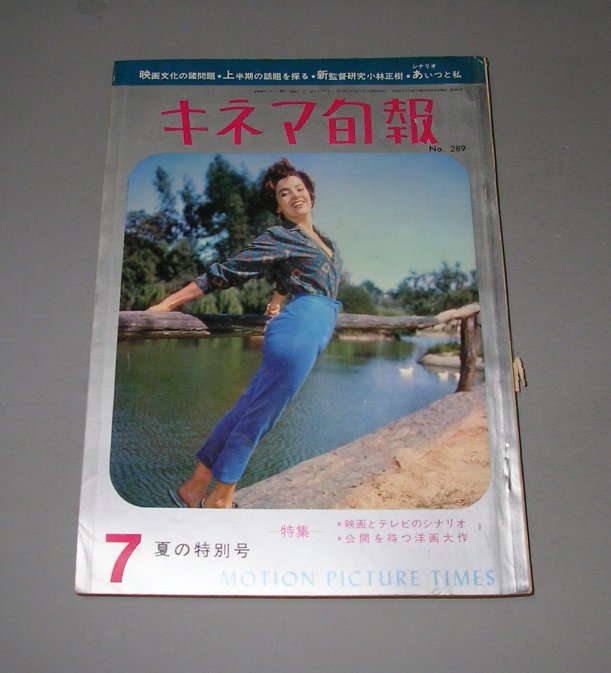 映画文化の諸問題★上半期の話題を探る★新監督研究小林正樹★あいつと私
シナリオ
キネマ旬報
No. 289
―特集―
★映画とテレビのシナリオ
★公開を待つ洋画大作
7 夏の特別号
MOTION PICTURE TIMES